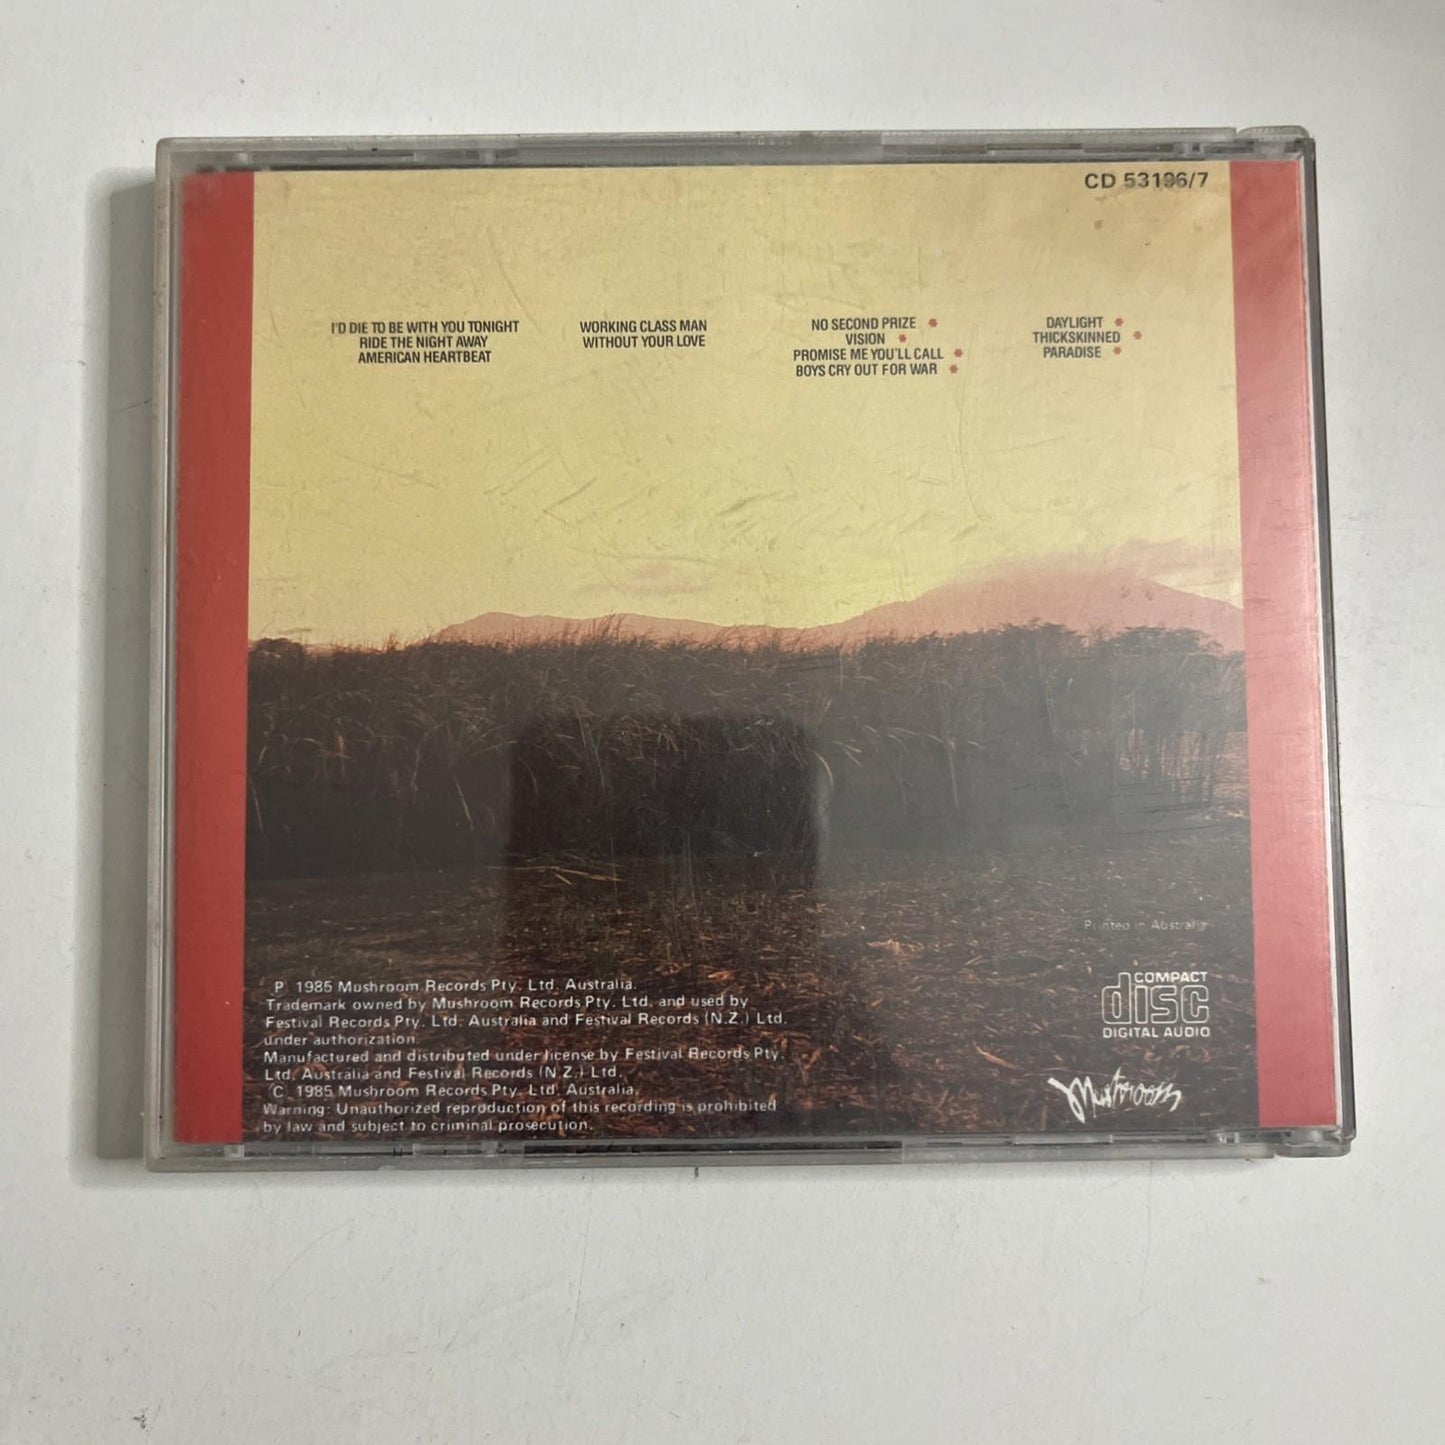 CD 53196/7
I'D DIE TO BE WITH YOU TONIGHT
RIDE THE NIGHT AWAY
AMERICAN HEARTBEAT
WORKING CLASS MAN
WITHOUT YOUR LOVE
NO SECOND PRIZE
VISION
PROMISE ME YOU'LL CALL
BOYS CRY OUT FOR WAR
DAYLIGHT
THICKSKINNED
PARADISE
Printed in Australia
P 1985 Mushroom Records Pty. Ltd. Australia.
Trademark owned by Mushroom Records Pty. Ltd. and used by
Festival Records Pty. Ltd. Australia and Festival Records (N.Z.) Ltd.
under authorization.
Manufactured and distributed under license by Festival Records Pty.
Ltd. Australia and Festival Records (N.Z.) Ltd.
C 1985 Mushroom Records Pty. Ltd. Australia.
Warning: Unauthorized reproduction of this recording is prohibited
by law and subject to criminal prosecution.
COMPACT
disc
DIGITAL AUDIO
Mushroom